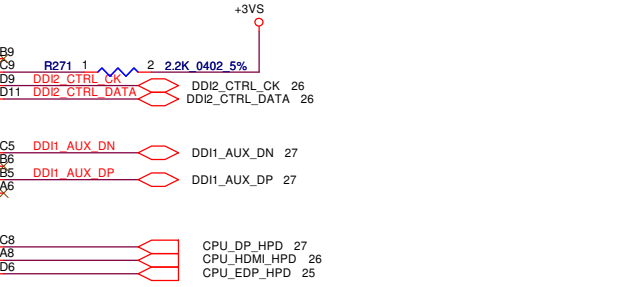 +3VS
B9
C9 R271 1 2 2.2K_0402_5%
D9 DDI2_CTRL_CK DDI2_CTRL_CK 26
D11 DDI2_CTRL_DATA DDI2_CTRL_DATA 26
C5 DDI1_AUX_DN DDI1_AUX_DN 27
B6
B5 DDI1_AUX_DP DDI1_AUX_DP 27
A6
C8 CPU_DP_HPD 27
A8 CPU_HDMI_HPD 26
D6 CPU_EDP_HPD 25